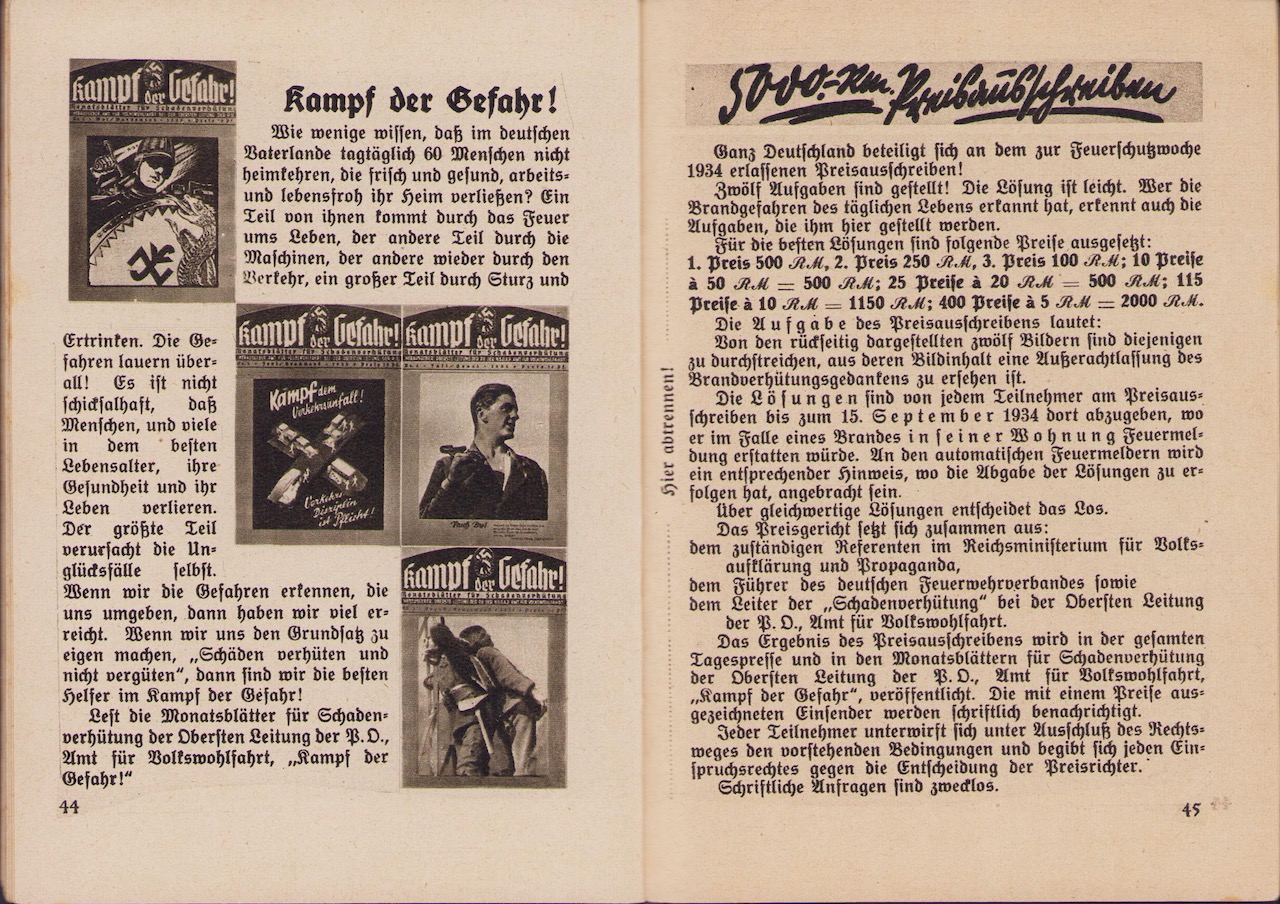 Kampf der Gefahr!
Wie wenige wissen, daß im deutschen
Vaterlande tagtäglich 60 Menschen nicht
heimkehren, die frisch und gesund, arbeits-
und lebensfroh ihr Heim verließen? Ein
Teil von ihnen kommt durch das Feuer
ums Leben, der andere Teil durch die
Maschinen, der andere wieder durch den
Verkehr, ein großer Teil durch Sturz und
Ertrinken. Die Ge-
fahren lauern über-
all! Es ist nicht
schicksalhaft, daß
Menschen, und viele
in dem besten
Lebensalter, ihre
Gesundheit und ihr
Leben verlieren.
Der größte Teil
verursacht die Un-
glücksfälle selbst.
Wenn wir die Gefahren erkennen, die
uns umgeben, dann haben wir viel er-
reicht. Wenn wir uns den Grundsatz zu
eigen machen, „Schäden verhüten und
nicht vergüten“, dann sind wir die besten
Helfer im Kampf der Gefahr!
Lest die Monatsblätter für Schaden-
verhütung der Obersten Leitung der P.O.,
Amt für Volkswohlfahrt, „Kampf der
Gefahr!“
44
Kampf der Gefahr!
Monatsblätter für Schadenverhütung
Kampf der Gefahr!
Monatsblätter für Schadenverhütung
Kampf dem
Verkehrsunfall!
Verkehrs-
Disziplin
ist Pflicht!
Kampf der Gefahr!
Monatsblätter für Schadenverhütung
Kampf der Gefahr!
Monatsblätter für Schadenverhütung
5000.-Rm. Preisausschreiben
Ganz Deutschland beteiligt sich an dem zur Feuerschutzwoche
1934 erlassenen Preisausschreiben!
Zwölf Aufgaben sind gestellt! Die Lösung ist leicht. Wer die
Brandgefahren des täglichen Lebens erkannt hat, erkennt auch die
Aufgaben, die ihm hier gestellt werden.
Für die besten Lösungen sind folgende Preise ausgesetzt:
1. Preis 500 RM, 2. Preis 250 RM, 3. Preis 100 RM; 10 Preise
à 50 RM = 500 RM; 25 Preise à 20 RM = 500 RM; 115
Preise à 10 RM = 1150 RM; 400 Preise à 5 RM = 2000 RM.
Die Aufgabe des Preisausschreibens lautet:
Von den rückseitig dargestellten zwölf Bildern sind diejenigen
zu durchstreichen, aus deren Bildinhalt eine Außerachtlassung des
Brandverhütungsgedankens zu ersehen ist.
Die Lösungen sind von jedem Teilnehmer am Preisaus-
schreiben bis zum 15. September 1934 dort abzugeben, wo
er im Falle eines Brandes in seiner Wohnung Feuermel-
dung erstatten würde. An den automatischen Feuermeldern wird
ein entsprechender Hinweis, wo die Abgabe der Lösungen zu er-
folgen hat, angebracht sein.
Über gleichwertige Lösungen entscheidet das Los.
Das Preisgericht setzt sich zusammen aus:
dem zuständigen Referenten im Reichsministerium für Volks-
aufklärung und Propaganda,
dem Führer des deutschen Feuerwehrverbandes sowie
dem Leiter der „Schadenverhütung“ bei der Obersten Leitung
der P.O., Amt für Volkswohlfahrt.
Das Ergebnis des Preisausschreibens wird in der gesamten
Tagespresse und in den Monatsblättern für Schadenverhütung
der Obersten Leitung der P.O., Amt für Volkswohlfahrt,
„Kampf der Gefahr“, veröffentlicht. Die mit einem Preise aus-
gezeichneten Einsender werden schriftlich benachrichtigt.
Jeder Teilnehmer unterwirft sich unter Ausschluß des Rechts-
weges den vorstehenden Bedingungen und begibt sich jeden Ein-
spruchsrechtes gegen die Entscheidung der Preisrichter.
Schriftliche Anfragen sind zwecklos.
Hier abtrennen!
45